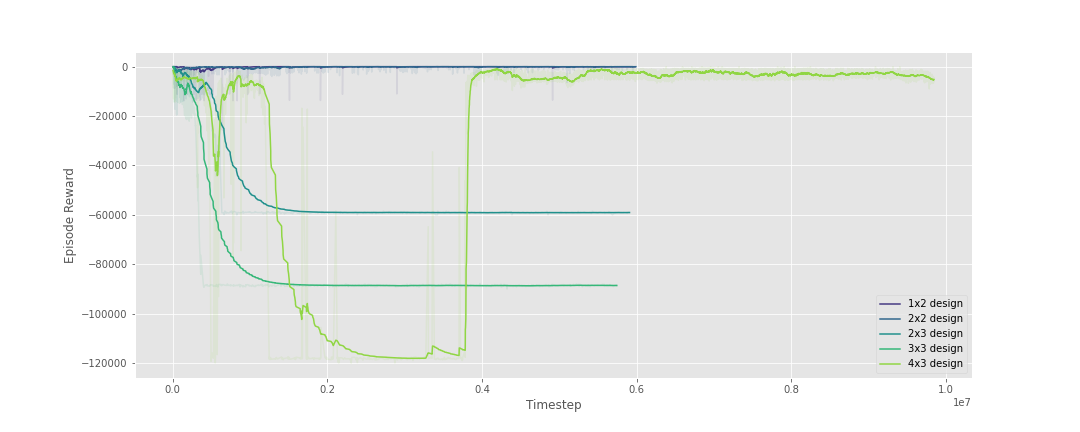 0
−20000
−40000
−60000
−80000
−100000
−120000
Episode Reward
0.0
0.2
0.4
0.6
0.8
1.0
1e7
Timestep
1x2 design
2x2 design
2x3 design
3x3 design
4x3 design